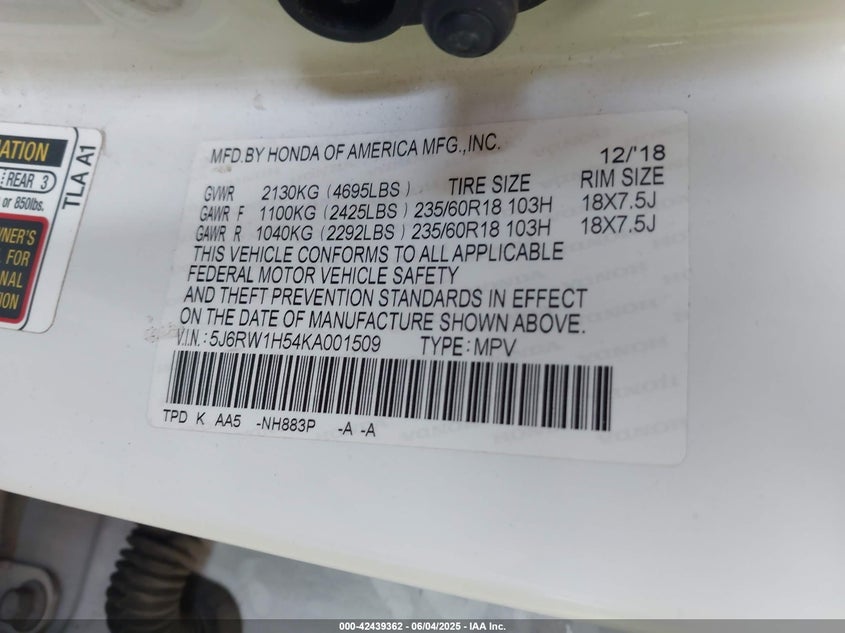 MFD.BY HONDA OF AMERICA MFG.,INC. 12/'18
GVWR 2130KG (4695LBS) TIRE SIZE RIM SIZE
GAWR F 1100KG (2425LBS) 235/60R18 103H 18X7.5J
GAWR R 1040KG (2292LBS) 235/60R18 103H 18X7.5J
THIS VEHICLE CONFORMS TO ALL APPLICABLE
FEDERAL MOTOR VEHICLE SAFETY
AND THEFT PREVENTION STANDARDS IN EFFECT
ON THE DATE OF MANUFACTURE SHOWN ABOVE.
V.I.N.: 5J6RW1H54KA001509 TYPE: MPV
TPD K AA5 -NH883P -A -A
REAR 3
or 850lbs.
FOR
TLA A1
000-42439362 - 06/04/2025 - IAA Inc.